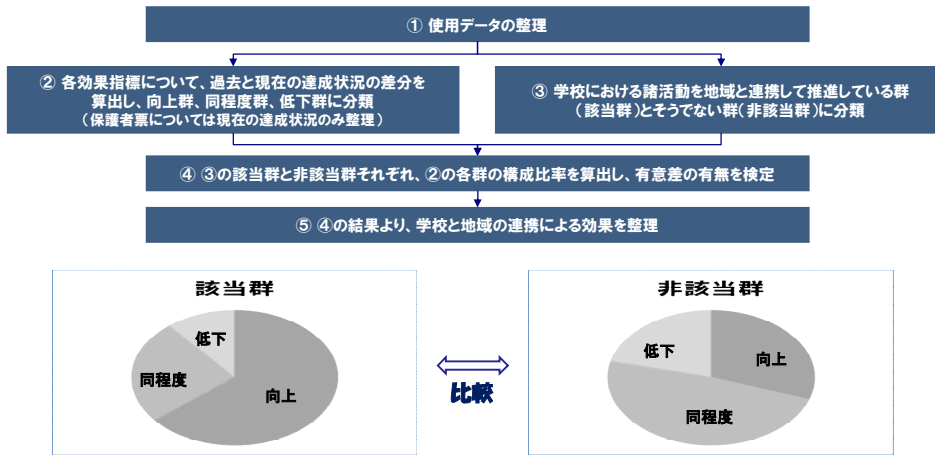 ① 使用データの整理
② 各効果指標について、過去と現在の達成状況の差分を
算出し、向上群、同程度群、低下群に分類
（保護者票については現在の達成状況のみ整理）
③ 学校における諸活動を地域と連携して推進している群
（該当群）とそうでない群（非該当群）に分類
④ ③の該当群と非該当群それぞれ、②の各群の構成比率を算出し、有意差の有無を検定
⑤ ④の結果より、学校と地域の連携による効果を整理
該当群
低下
同程度
向上
比較
非該当群
低下
向上
同程度